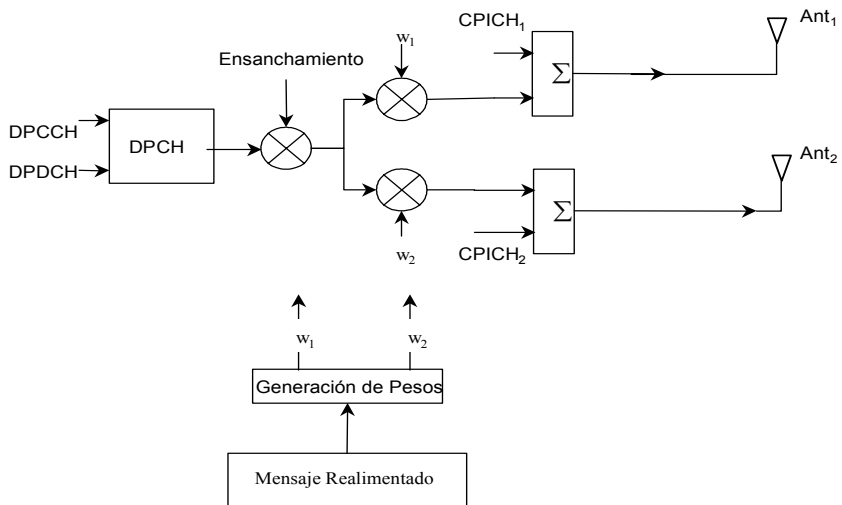 CPICH₁
Ant₁
w₁
Ensanchamiento
Σ
DPCCH
DPCH
DPDCH
Ant₂
Σ
w₂
CPICH₂
w₁
w₂
Generación de Pesos
Mensaje Realimentado